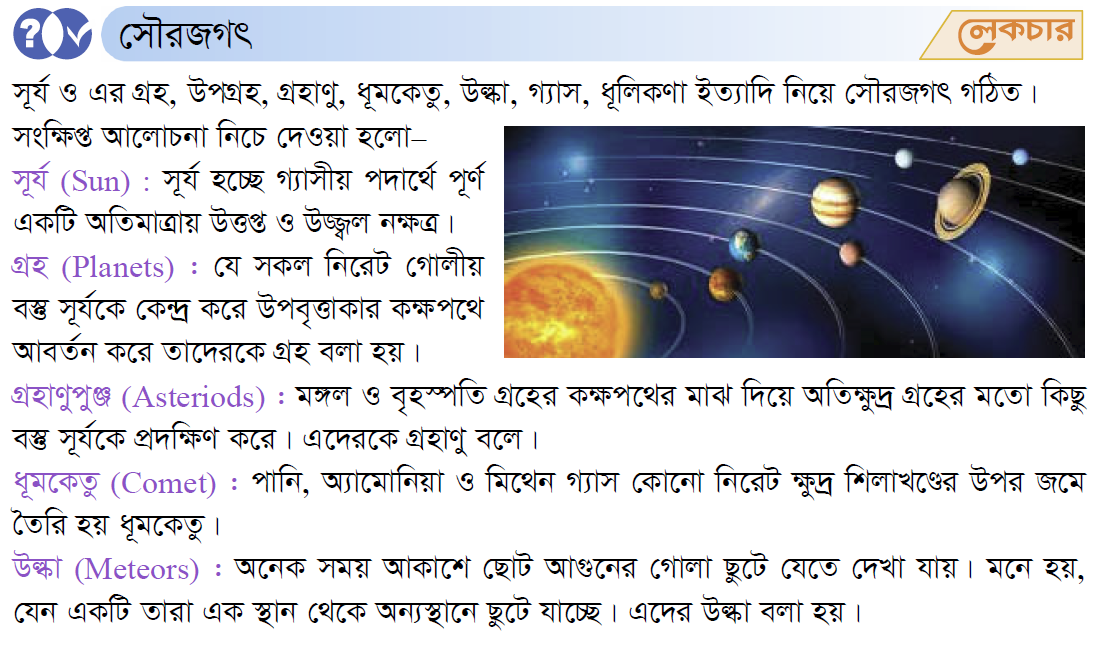 সৌরজগৎ
লেকচার
সূর্য ও এর গ্রহ, উপগ্রহ, গ্রহাণু, ধূমকেতু, উল্কা, গ্যাস, ধূলিকণা ইত্যাদি নিয়ে সৌরজগৎ গঠিত।
সংক্ষিপ্ত আলোচনা নিচে দেওয়া হলো–
সূর্য (Sun) : সূর্য হচ্ছে গ্যাসীয় পদার্থে পূর্ণ
একটি অতিমাত্রায় উত্তপ্ত ও উজ্জ্বল নক্ষত্র।
গ্রহ (Planets) : যে সকল নিরেট গোলীয়
বস্তু সূর্যকে কেন্দ্র করে উপবৃত্তাকার কক্ষপথে
আবর্তন করে তাদেরকে গ্রহ বলা হয়।
গ্রহাণুপুঞ্জ (Asteriods) : মঙ্গল ও বৃহস্পতি গ্রহের কক্ষপথের মাঝ দিয়ে অতিক্ষুদ্র গ্রহের মতো কিছু
বস্তু সূর্যকে প্রদক্ষিণ করে। এদেরকে গ্রহাণু বলে।
ধূমকেতু (Comet) : পানি, অ্যামোনিয়া ও মিথেন গ্যাস কোনো নিরেট ক্ষুদ্র শিলাখণ্ডের উপর জমে
তৈরি হয় ধূমকেতু।
উল্কা (Meteors) : অনেক সময় আকাশে ছোট আগুনের গোলা ছুটে যেতে দেখা যায়। মনে হয়,
যেন একটি তারা এক স্থান থেকে অন্যস্থানে ছুটে যাচ্ছে। এদের উল্কা বলা হয়।